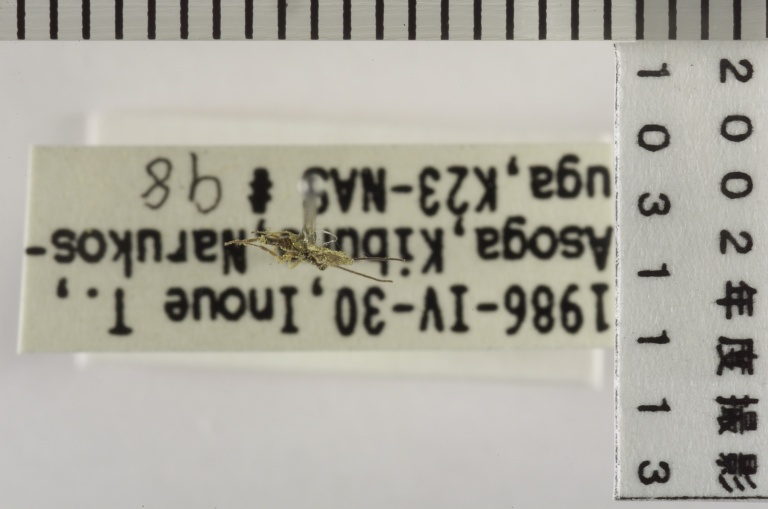 1986-IV-30, Inoue T.,
Asoga, Kibu, Narukos-
uga, K23-NAS # 98
2002年度撮影
1031113